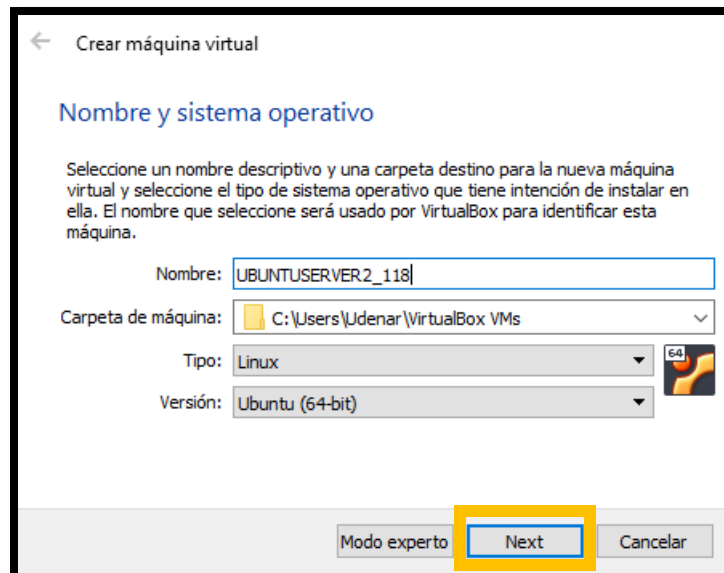 Crear máquina virtual
Nombre y sistema operativo
Seleccione un nombre descriptivo y una carpeta destino para la nueva máquina
virtual y seleccione el tipo de sistema operativo que tiene intención de instalar en
ella. El nombre que seleccione será usado por VirtualBox para identificar esta
máquina.
Nombre: UBUNTUSERVER2_118
Carpeta de máquina: C:\Users\Udenar\VirtualBox VMs
Tipo: Linux
64
Versión: Ubuntu (64-bit)
Modo experto Next Cancelar